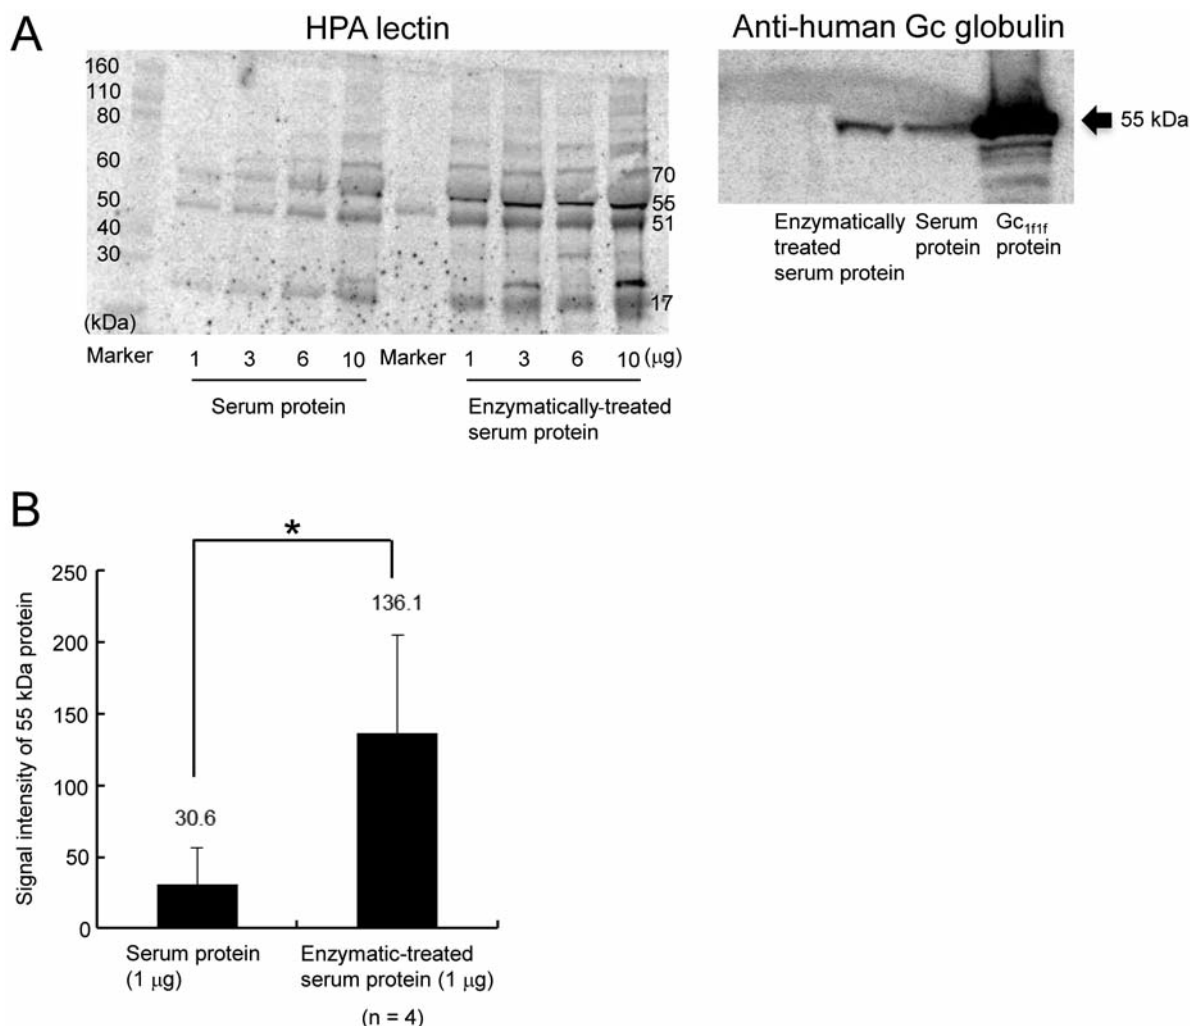 A
HPA lectin
Anti-human Gc globulin
160
110
80
60
50
40
30
(kDa)
70
55
51
17
55 kDa
Marker
1
3
6
10
Marker
1
3
6
10
(μg)
Serum protein
Enzymatically-treated
serum protein
Enzymatically
treated
serum protein
Serum
protein
Gc1f1f
protein
B
*
250
200
150
100
50
0
Signal intensity of 55 kDa protein
30.6
136.1
Serum protein
(1 μg)
Enzymatic-treated
serum protein (1 μg)
(n = 4)